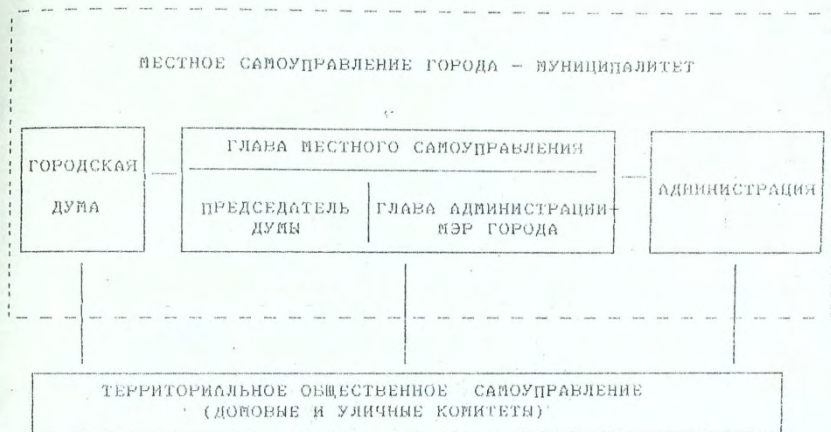 МЕСТНОЕ САМОУПРАВЛЕНИЕ ГОРОДА - МУНИЦИПАЛИТЕТ
ГОРОДСКАЯ
ДУМА
ГЛАВА МЕСТНОГО САМОУПРАВЛЕНИЯ
ПРЕДСЕДАТЕЛЬ
ДУМЫ
ГЛАВА АДМИНИСТРАЦИИ-
МЭР ГОРОДА
АДМИНИСТРАЦИЯ
ТЕРРИТОРИАЛЬНОЕ ОБЩЕСТВЕННОЕ САМОУПРАВЛЕНИЕ
(ДОМОВЫЕ И УЛИЧНЫЕ КОМИТЕТЫ)